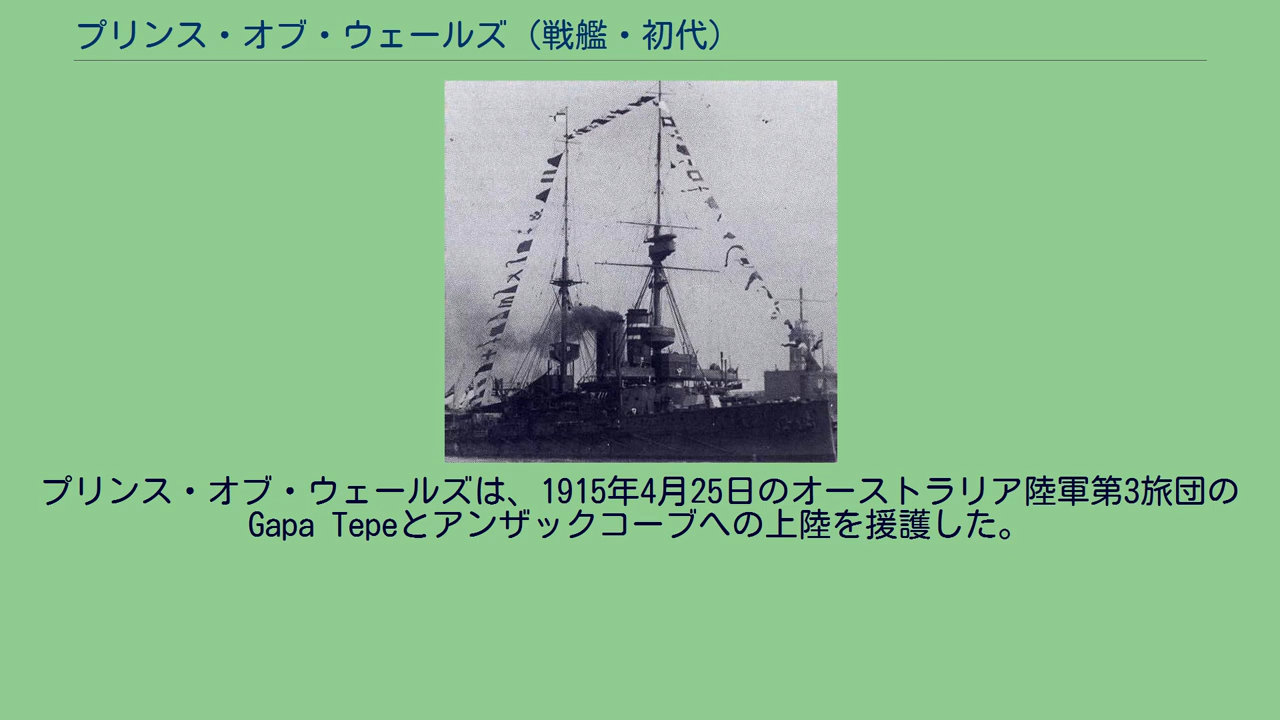 プリンス・オブ・ウェールズ（戦艦・初代）
プリンス・オブ・ウェールズは、1915年4月25日のオーストラリア陸軍第3旅団の
Gapa Tepeとアンザックコーブへの上陸を援護した。